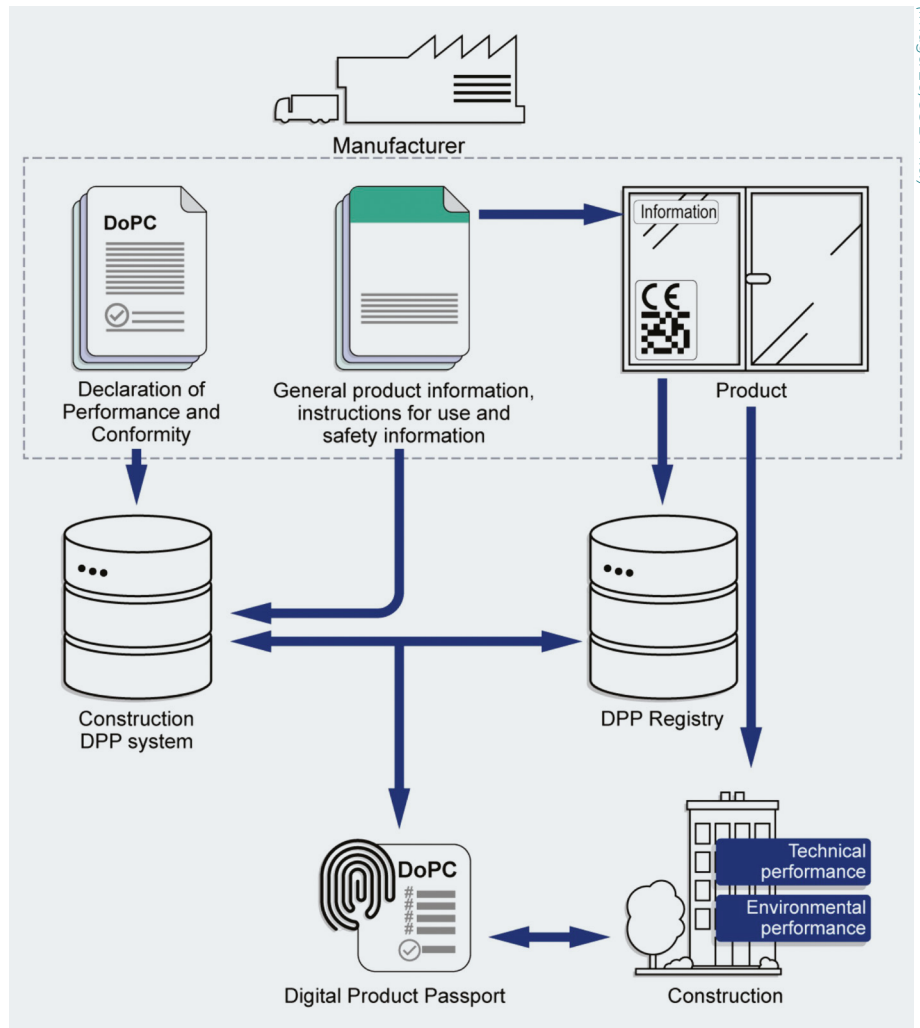 Manufacturer
DoPC
Information
CE
Declaration of
Performance and
Conformity
General product information,
instructions for use and
safety information
Product
Construction
DPP system
DPP Registry
DoPC
#
#
#
#
Technical
performance
Environmental
performance
Digital Product Passport
Construction